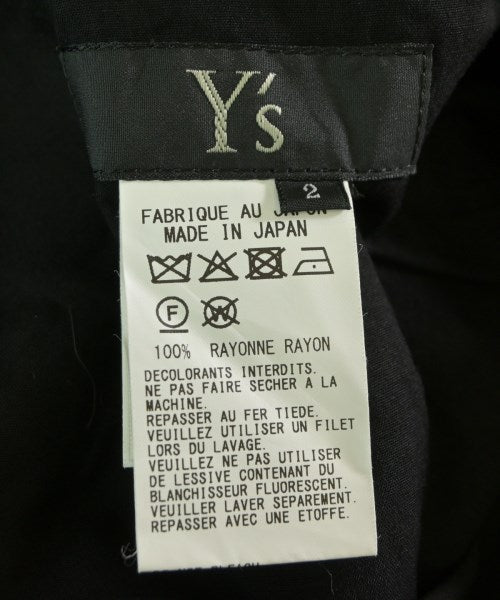 Y's
2
FABRIQUE AU JAPON
MADE IN JAPAN
F W
100% RAYONNE RAYON
DECOLORANTS INTERDITS.
NE PAS FAIRE SECHER A LA
MACHINE.
REPASSER AU FER TIEDE.
VEUILLEZ UTILISER UN FILET
LORS DU LAVAGE.
VEUILLEZ NE PAS UTILISER
DE LESSIVE CONTENANT DU
BLANCHISSEUR FLUORESCENT.
VEUILLEZ LAVER SEPAREMENT.
REPASSER AVEC UNE ETOFFE.